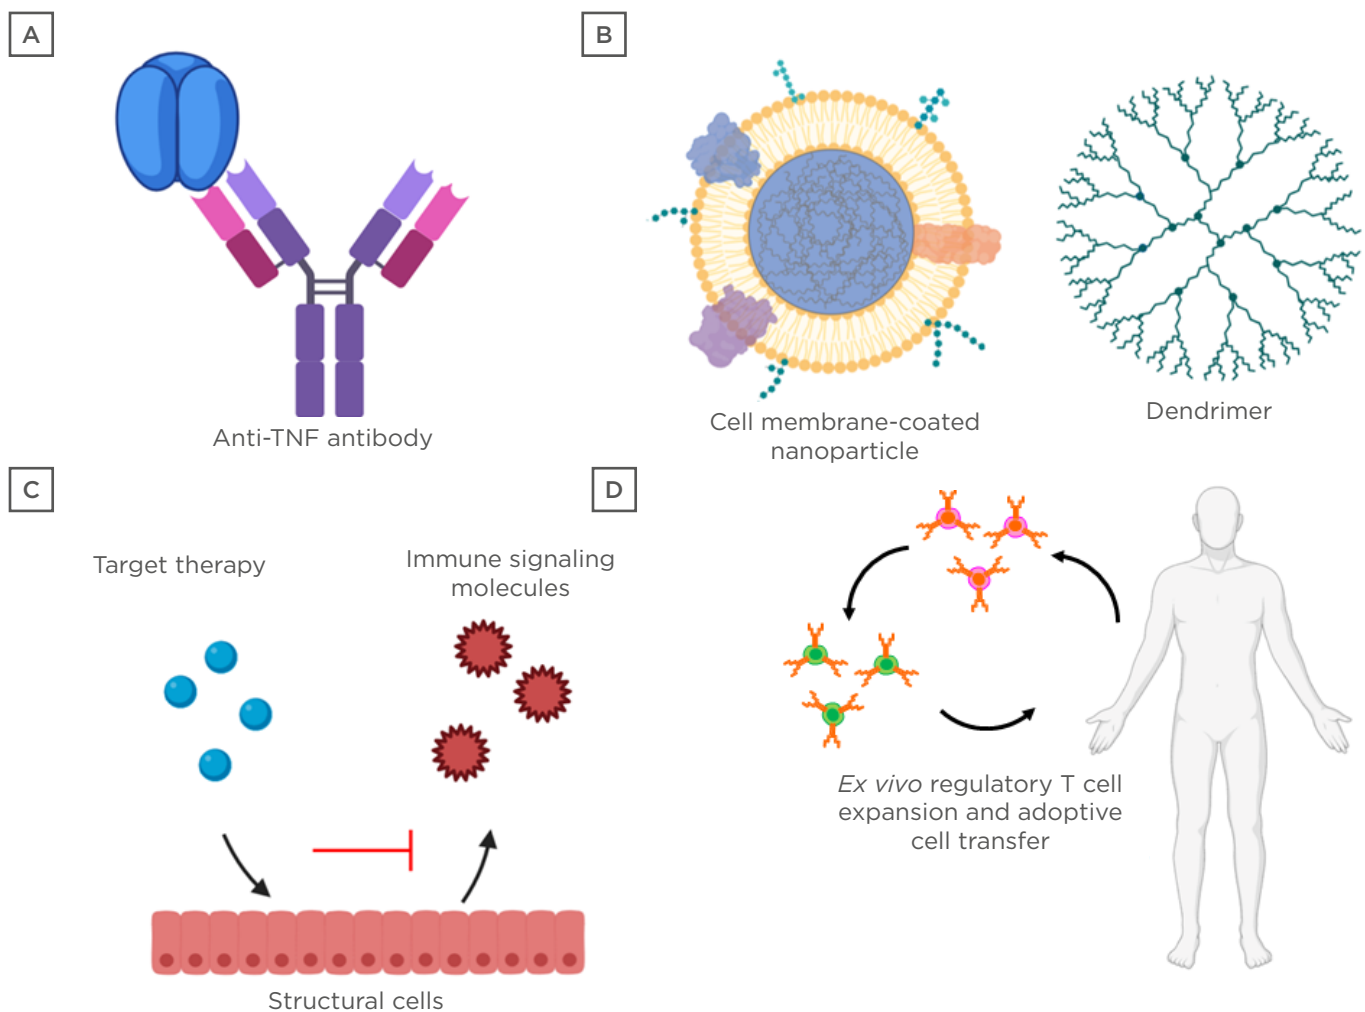 A
Anti-TNF antibody
B
Cell membrane-coated
nanoparticle
Dendrimer
C
Target therapy
Immune signaling
molecules
Structural cells
D
Ex vivo regulatory T cell
expansion and adoptive
cell transfer